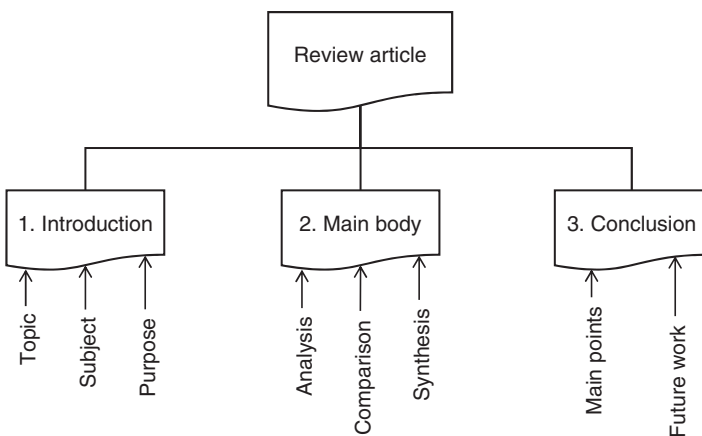 Review article
1. Introduction
2. Main body
3. Conclusion
Topic
Subject
Purpose
Analysis
Comparison
Synthesis
Main points
Future work